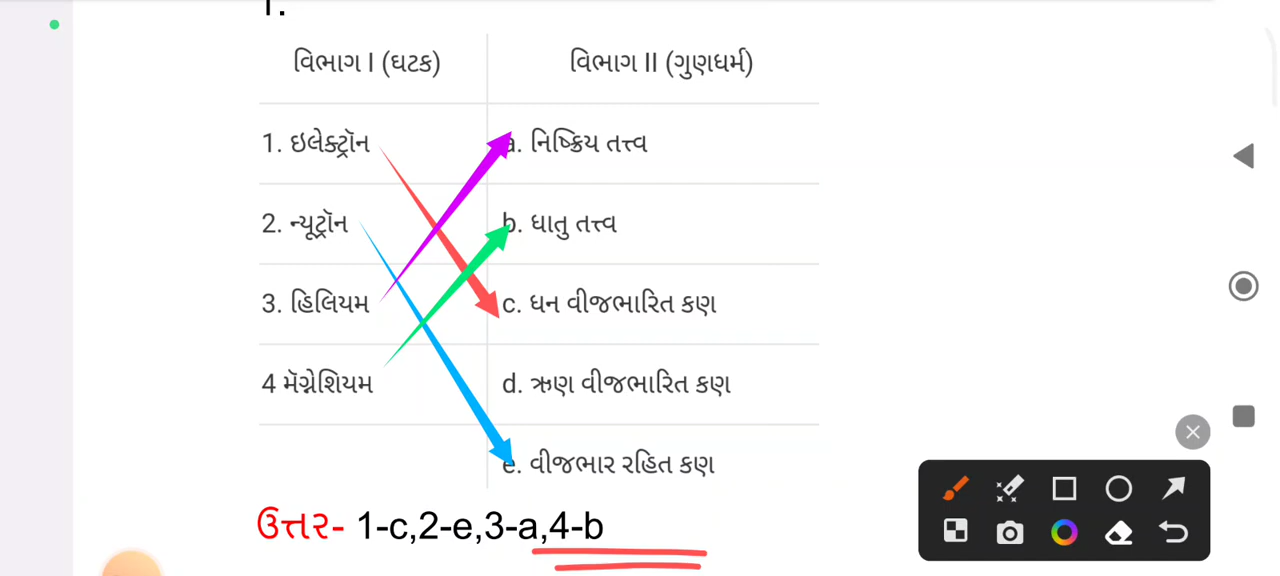 1.
વિભાગ I (ઘટક) વિભાગ II (ગુણધર્મ)
1. ઇલેક્ટ્રૉન a. નિષ્ક્રિય તત્ત્વ
2. ન્યૂટ્રૉન b. ધાતુ તત્ત્વ
3. હિલિયમ c. ધન વીજભારિત કણ
4 મૅગ્નેશિયમ d. ઋણ વીજભારિત કણ
e. વીજભાર રહિત કણ
ઉત્તર- 1-c,2-e,3-a,4-b